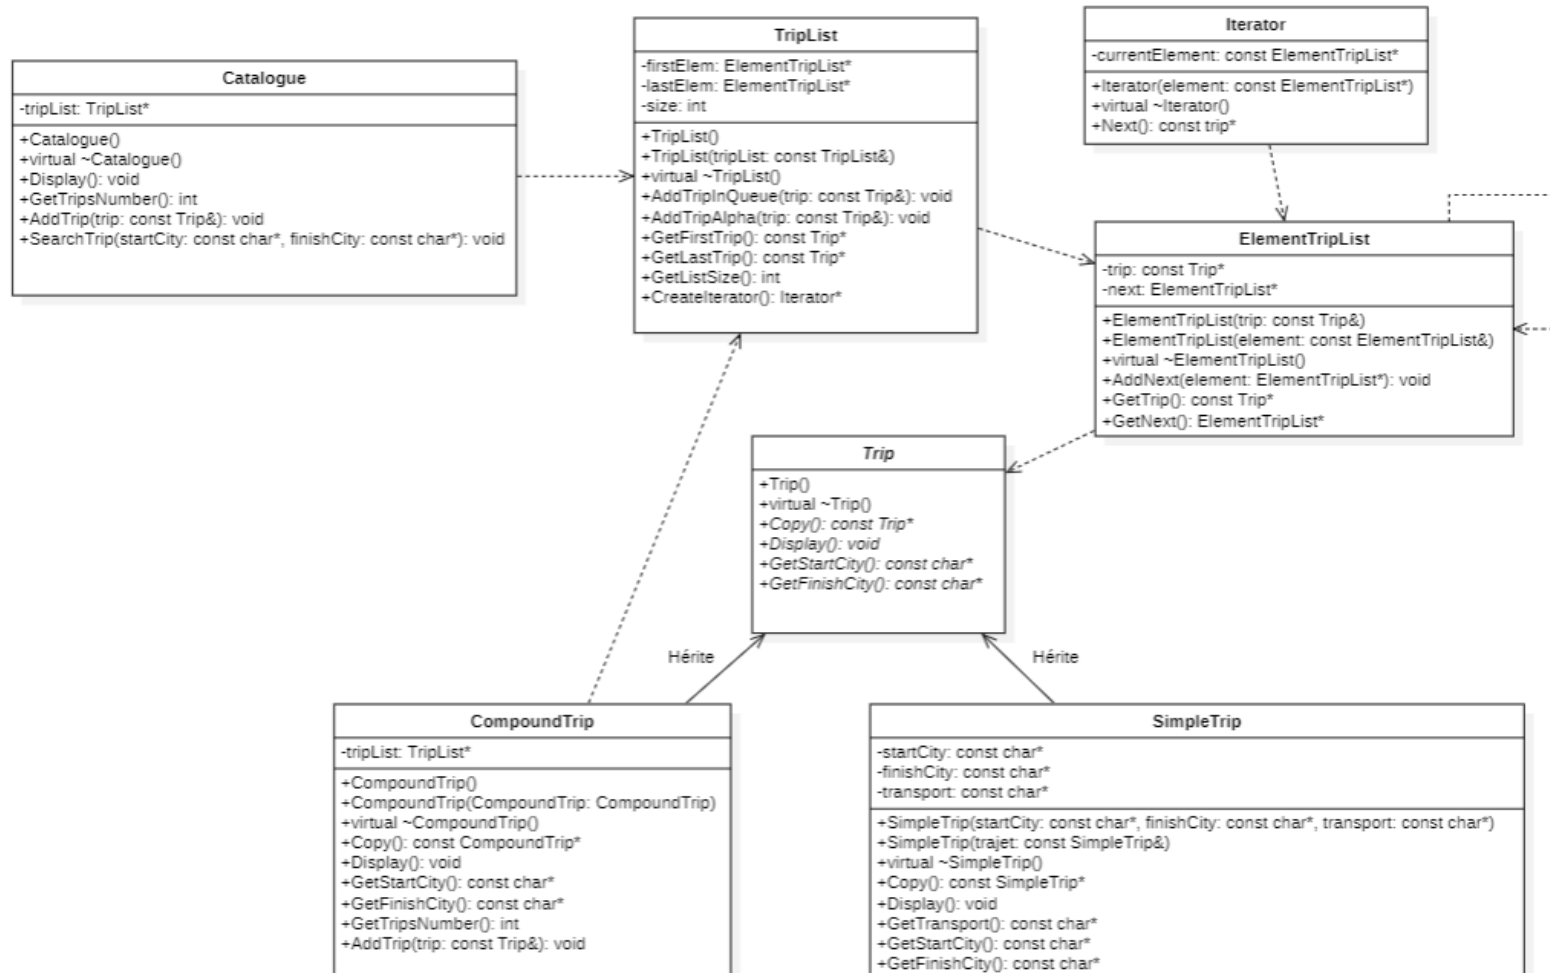 Catalogue
-tripList: TripList*
+Catalogue()
+virtual ~Catalogue()
+Display(): void
+GetTripsNumber(): int
+AddTrip(trip: const Trip&): void
+SearchTrip(startCity: const char*, finishCity: const char*): void
TripList
-firstElem: ElementTripList*
-lastElem: ElementTripList*
-size: int
+TripList()
+TripList(tripList: const TripList&)
+virtual ~TripList()
+AddTripInQueue(trip: const Trip&): void
+AddTripAlpha(trip: const Trip&): void
+GetFirstTrip(): const Trip*
+GetLastTrip(): const Trip*
+GetListSize(): int
+CreateIterator(): Iterator*
Iterator
-currentElement: const ElementTripList*
+Iterator(element: const ElementTripList*)
+virtual ~Iterator()
+Next(): const trip*
ElementTripList
-trip: const Trip*
-next: ElementTripList*
+ElementTripList(trip: const Trip&)
+ElementTripList(element: const ElementTripList&)
+virtual ~ElementTripList()
+AddNext(element: ElementTripList*): void
+GetTrip(): const Trip*
+GetNext(): ElementTripList*
Trip
+Trip()
+virtual ~Trip()
+Copy(): const Trip*
+Display(): void
+GetStartCity(): const char*
+GetFinishCity(): const char*
Hérite
Hérite
CompoundTrip
-tripList: TripList*
+CompoundTrip()
+CompoundTrip(CompoundTrip: CompoundTrip)
+virtual ~CompoundTrip()
+Copy(): const CompoundTrip*
+Display(): void
+GetStartCity(): const char*
+GetFinishCity(): const char*
+GetTripsNumber(): int
+AddTrip(trip: const Trip&): void
SimpleTrip
-startCity: const char*
-finishCity: const char*
-transport: const char*
+SimpleTrip(startCity: const char*, finishCity: const char*, transport: const char*)
+SimpleTrip(trajet: const SimpleTrip&)
+virtual ~SimpleTrip()
+Copy(): const SimpleTrip*
+Display(): void
+GetTransport(): const char*
+GetStartCity(): const char*
+GetFinishCity(): const char*